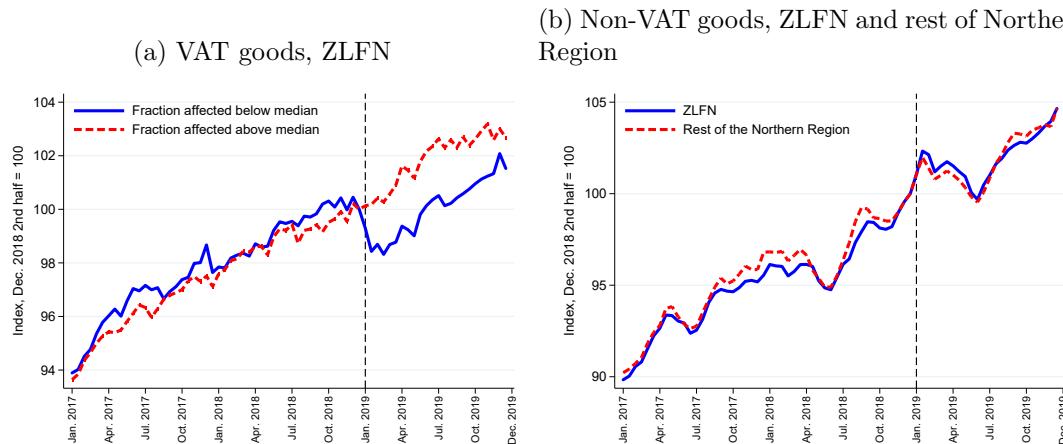 (a) VAT goods, ZLFN
(b) Non-VAT goods, ZLFN and rest of Northe
Region
Index, Dec. 2018 2nd half = 100
104
102
100
98
96
94
Fraction affected below median
Fraction affected above median
Jan. 2017
Apr. 2017
Jul. 2017
Oct. 2017
Jan. 2018
Apr. 2018
Jul. 2018
Oct. 2018
Jan. 2019
Apr. 2019
Jul. 2019
Oct. 2019
Dec. 2019
Index, Dec. 2018 2nd half = 100
105
100
95
90
ZLFN
Rest of the Northern Region
Jan. 2017
Apr. 2017
Jul. 2017
Oct. 2017
Jan. 2018
Apr. 2018
Jul. 2018
Oct. 2018
Jan. 2019
Apr. 2019
Jul. 2019
Oct. 2019